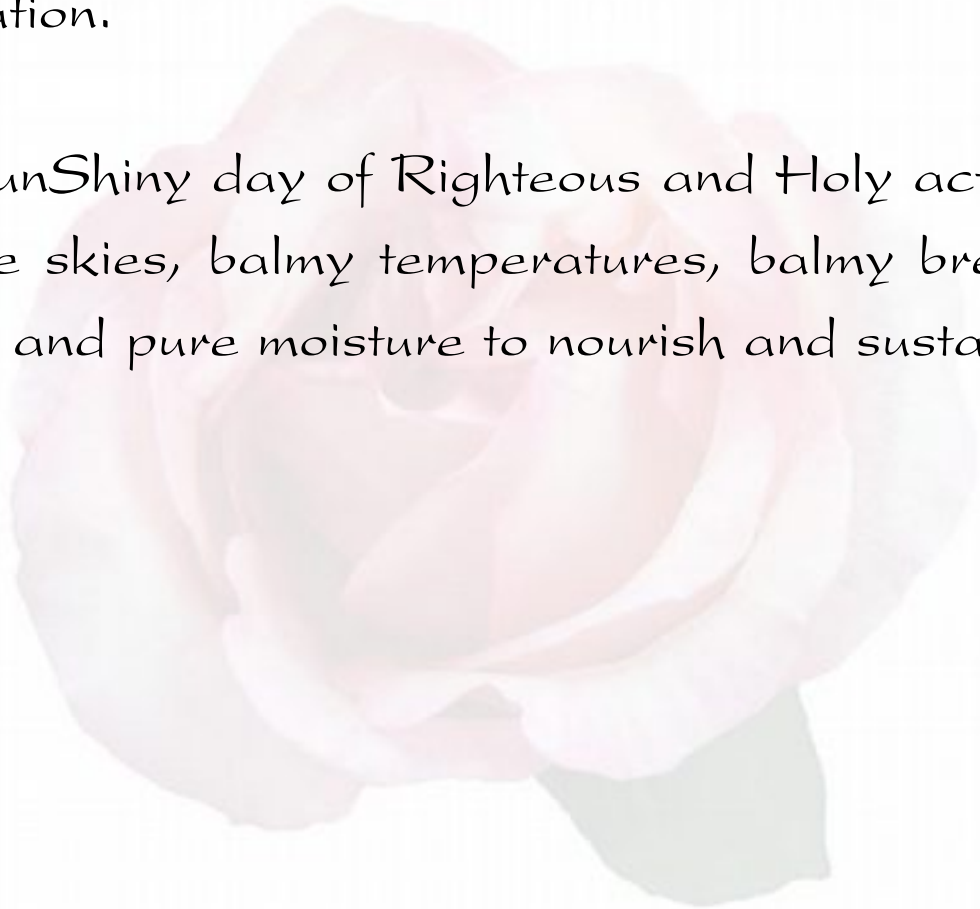 ation.
unShiny day of Righteous and Holy act
e skies, balmy temperatures, balmy bre
and pure moisture to nourish and susta